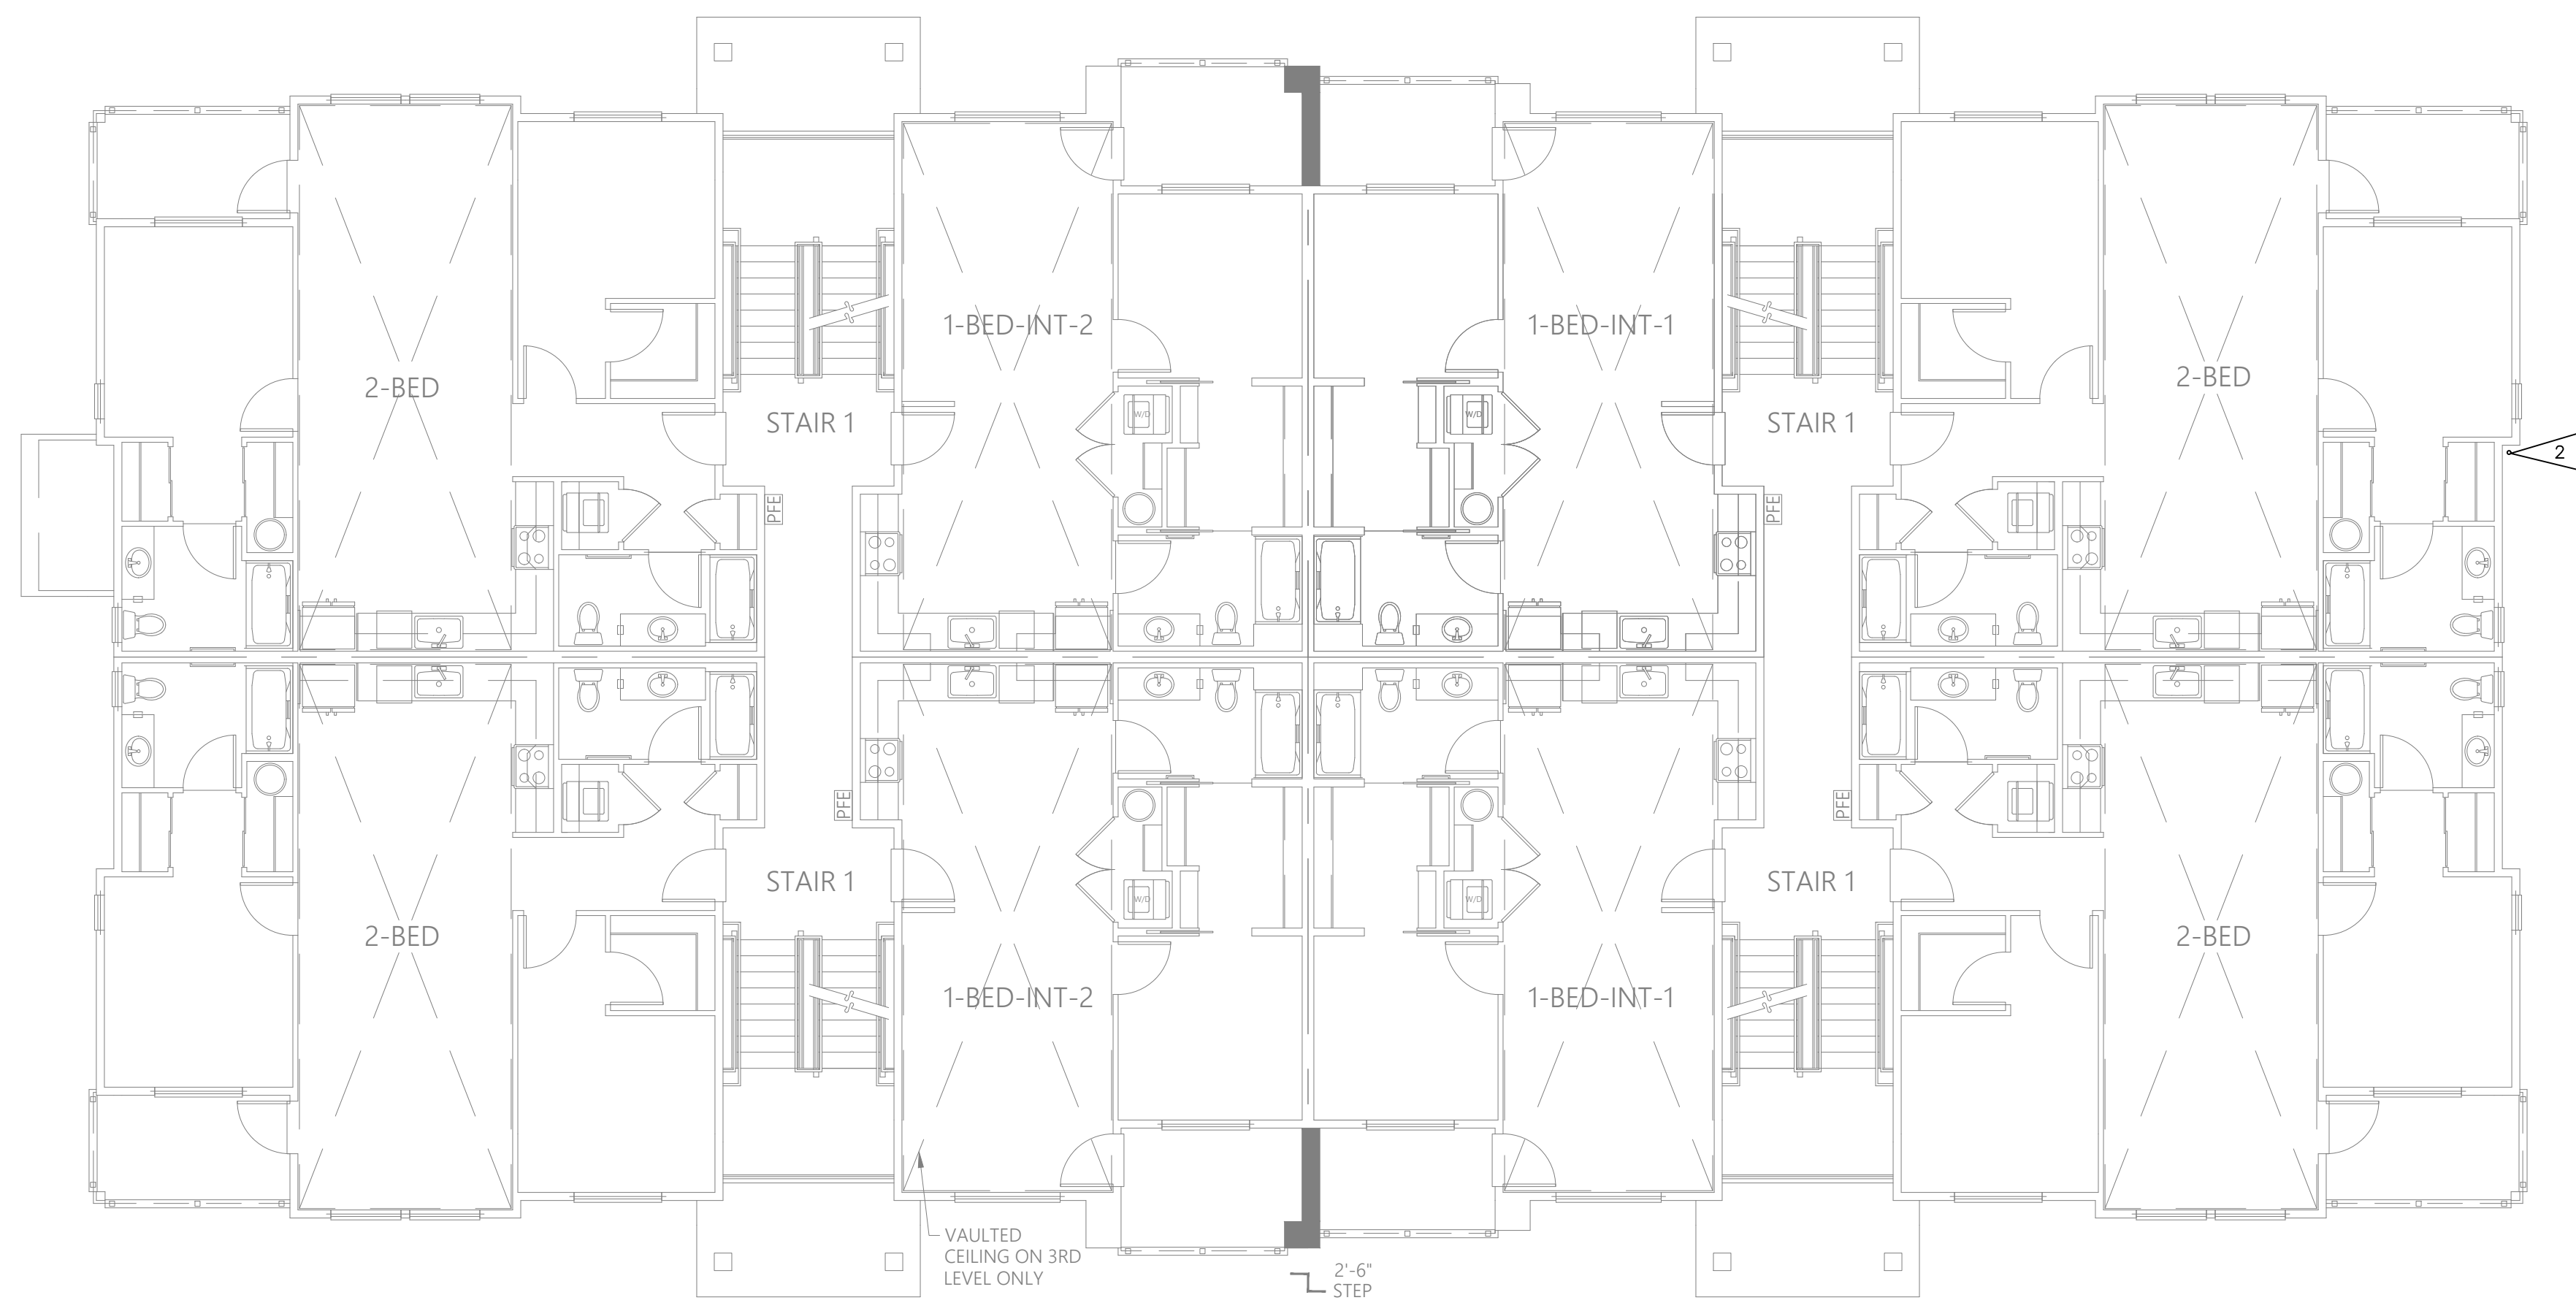 1-BED-INT-2
1-BED-INT-1
2-BED
2-BED
STAIR 1
STAIR 1
W/D
W/D
2
PFE
PFE
PFE
PFE
STAIR 1
STAIR 1
W/D
W/D
2-BED
2-BED
1-BED-INT-2
1-BED-INT-1
VAULTED
CEILING ON 3RD
LEVEL ONLY
2'-6"
STEP